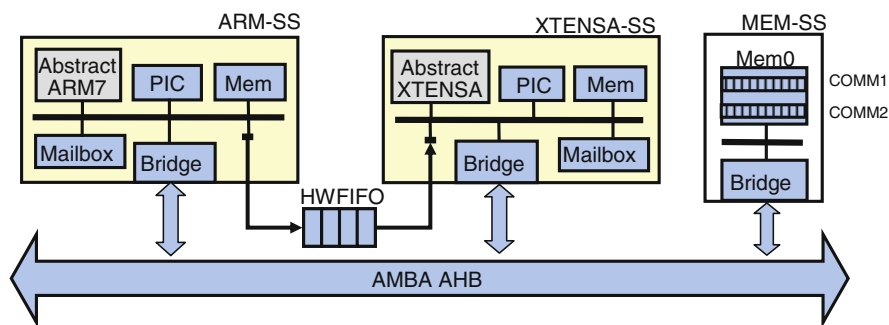 ARM-SS
XTENSA-SS
MEM-SS
Abstract
ARM7
PIC
Mem
Mailbox
Bridge
HWFIFO
Abstract
XTENSA
PIC
Mem
Bridge
Mailbox
Mem0
COMM1
COMM2
Bridge
AMBA AHB